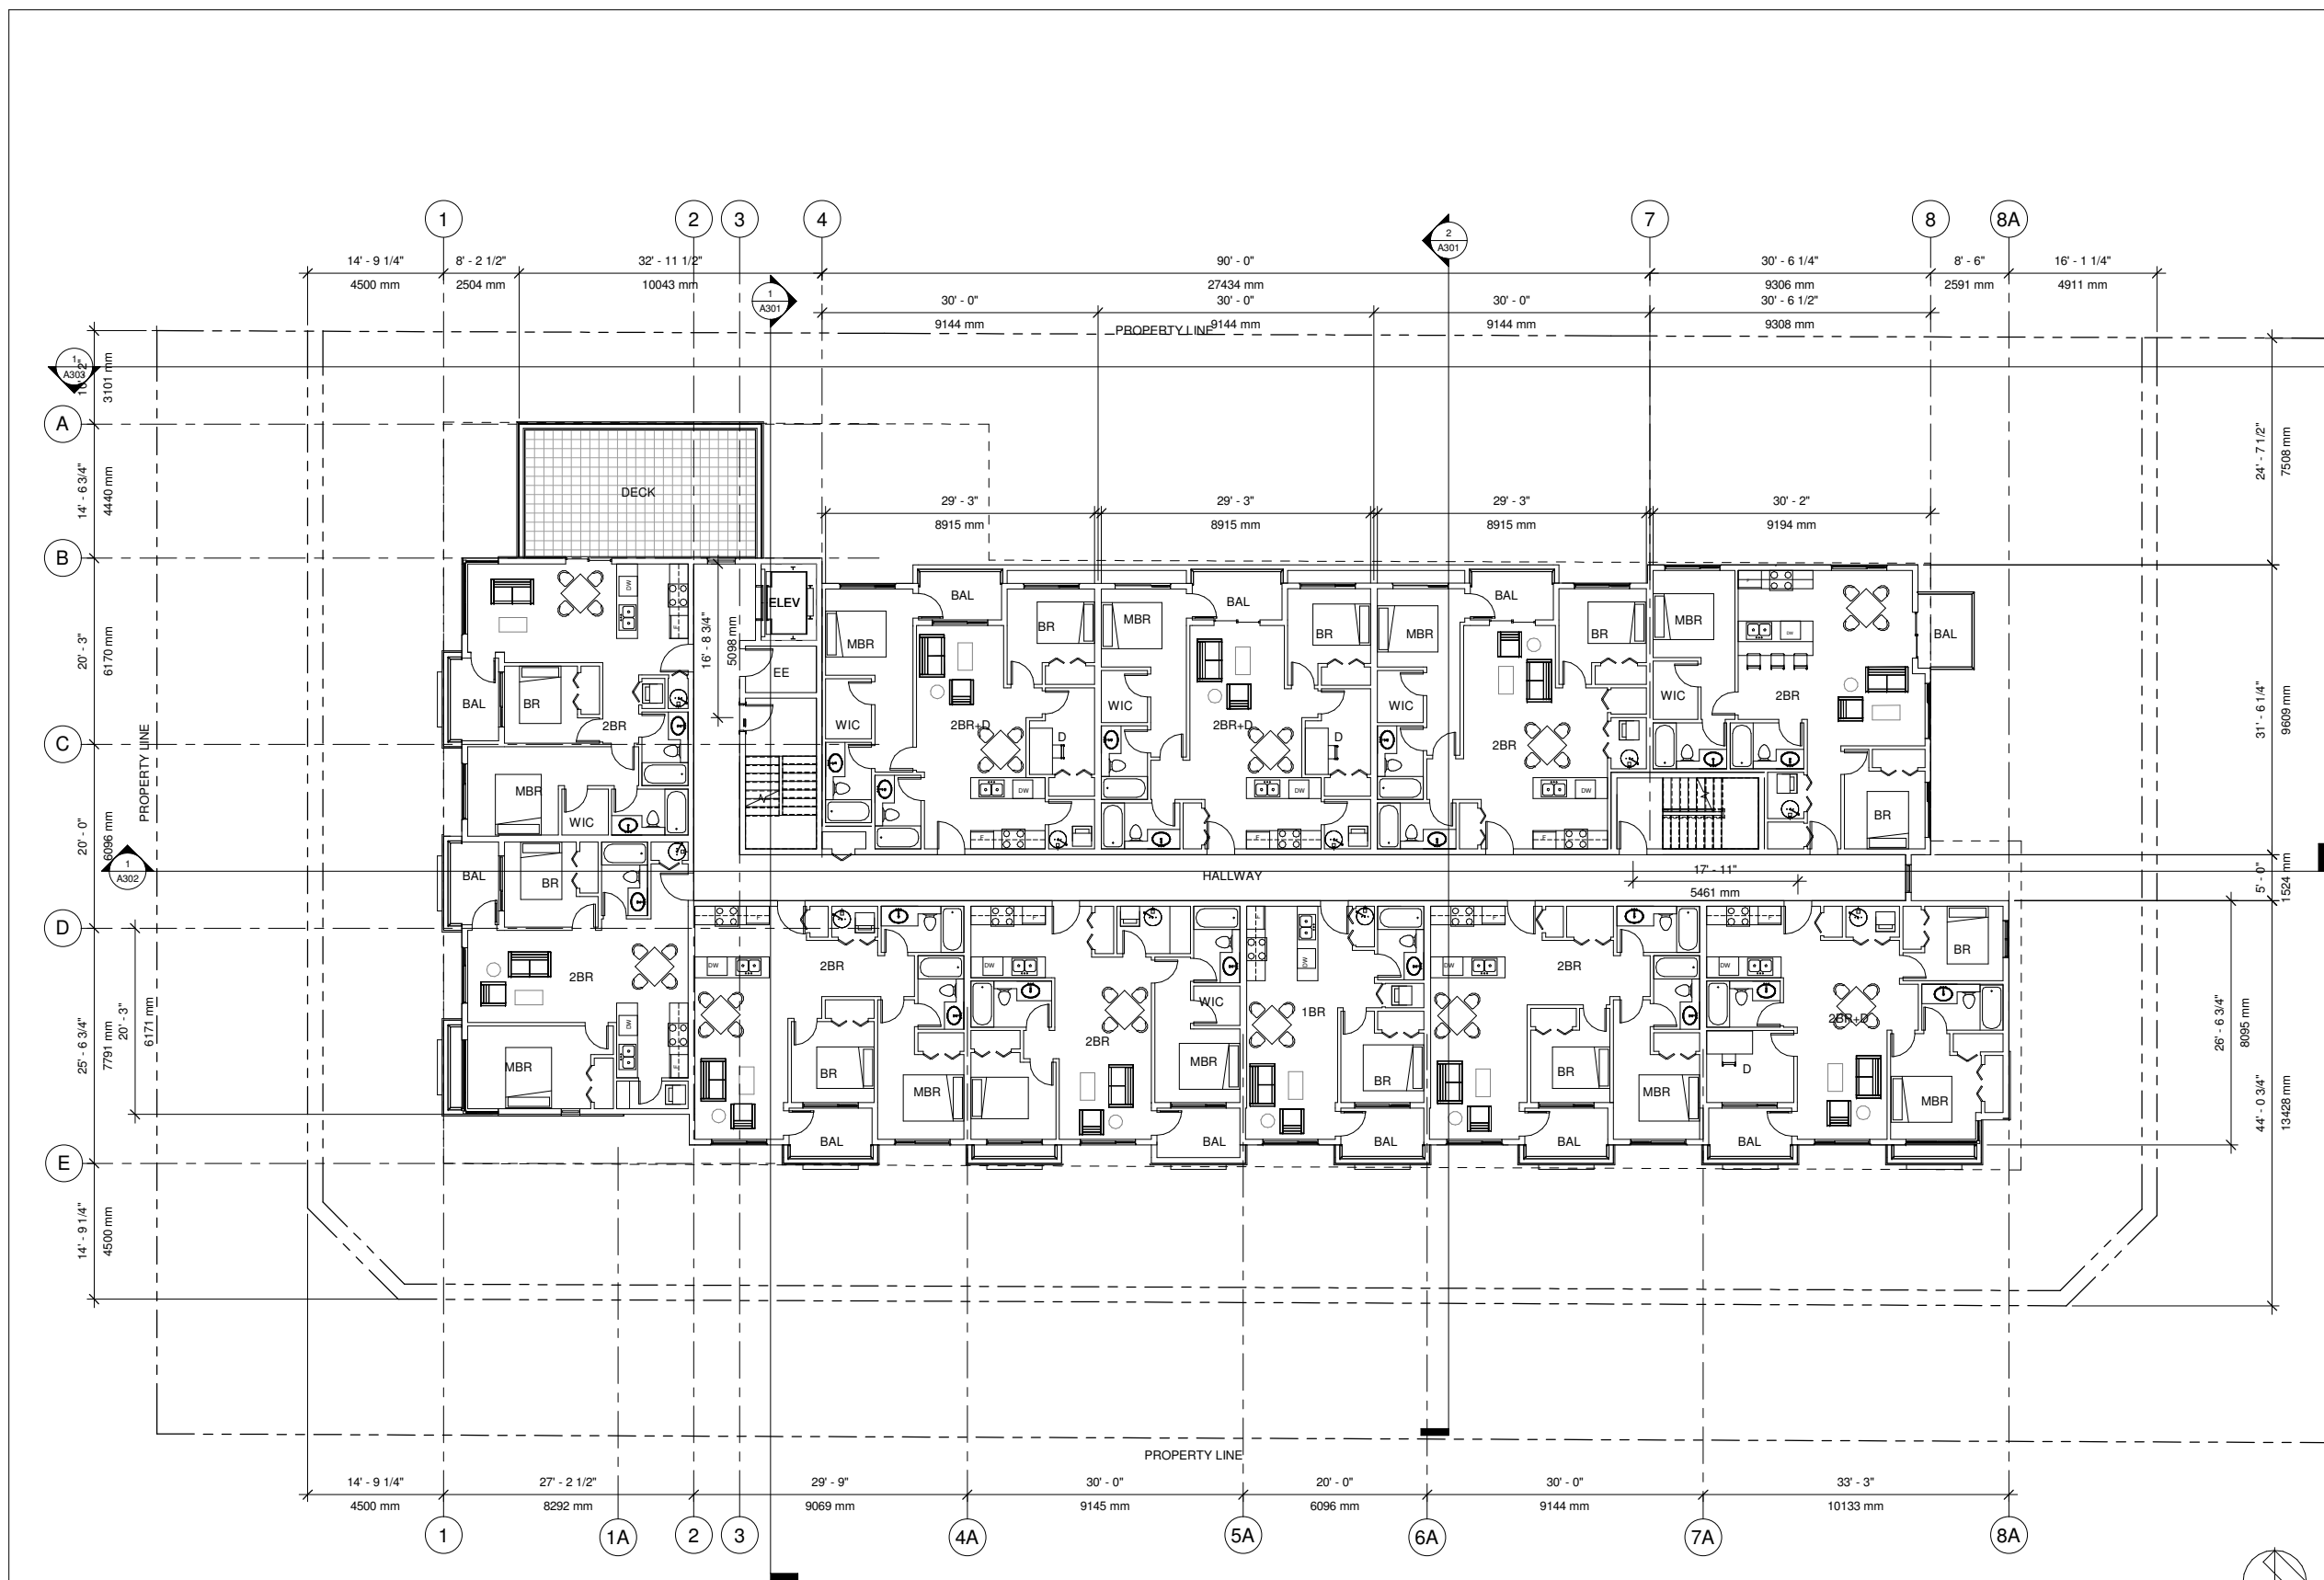 1
2
3
4
7
8
8A
14' - 9 1/4"
8' - 2 1/2"
32' - 11 1/2"
90' - 0"
30' - 6 1/4"
8' - 6"
16' - 1 1/4"
4500 mm
2504 mm
10043 mm
27434 mm
9306 mm
2591 mm
4911 mm
1
A301
2
A301
30' - 0"
30' - 0"
30' - 0"
30' - 6 1/2"
9144 mm
9144 mm
9144 mm
9308 mm
PROPERTY LINE
1
A303
3101 mm
A
14' - 6 3/4"
4440 mm
24' - 7 1/2"
7508 mm
DECK
29' - 3"
29' - 3"
29' - 3"
30' - 2"
8915 mm
8915 mm
8915 mm
9194 mm
B
20' - 3"
6170 mm
DW
ELEV
16' - 8 3/4"
5098 mm
EE
BAL
BAL
BAL
BAL
MBR
BR
MBR
BR
MBR
BR
MBR
DW
WIC
WIC
WIC
WIC
2BR
BAL
BR
2BR
2BR+D
D
2BR+D
D
2BR
31' - 6 1/4"
9609 mm
C
PROPERTY LINE
MBR
WIC
DW
DW
DW
BR
F
F
F
20' - 0"
6096 mm
1
A302
BAL
BR
HALLWAY
17' - 11"
5461 mm
5' - 0"
1524 mm
D
F
F
F
F
F
2BR
DW
2BR
DW
DW
DW
2BR
DW
BR
WIC
1BR
2BR+D
2BR
DW
25' - 6 3/4"
7791 mm
20' - 3"
6171 mm
MBR
BR
MBR
MBR
BR
BR
MBR
D
MBR
26' - 6 3/4"
8095 mm
44' - 0 3/4"
13428 mm
BAL
BAL
BAL
BAL
BAL
E
14' - 9 1/4"
4500 mm
PROPERTY LINE
14' - 9 1/4"
27' - 2 1/2"
29' - 9"
30' - 0"
20' - 0"
30' - 0"
33' - 3"
4500 mm
8292 mm
9069 mm
9145 mm
6096 mm
9144 mm
10133 mm
1
1A
2
3
4A
5A
6A
7A
8A